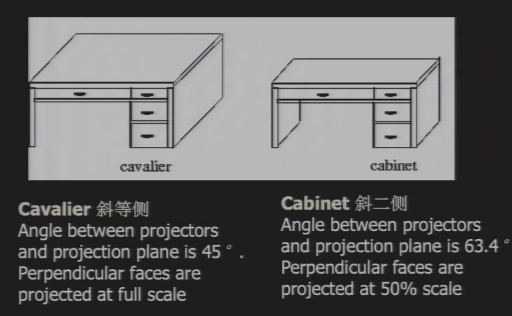 cavalier
cabinet
Cavalier 斜等侧
Angle between projectors
and projection plane is 45° .
Perpendicular faces are
projected at full scale
Cabinet 斜二侧
Angle between projectors
and projection plane is 63.4°
Perpendicular faces are
projected at 50% scale